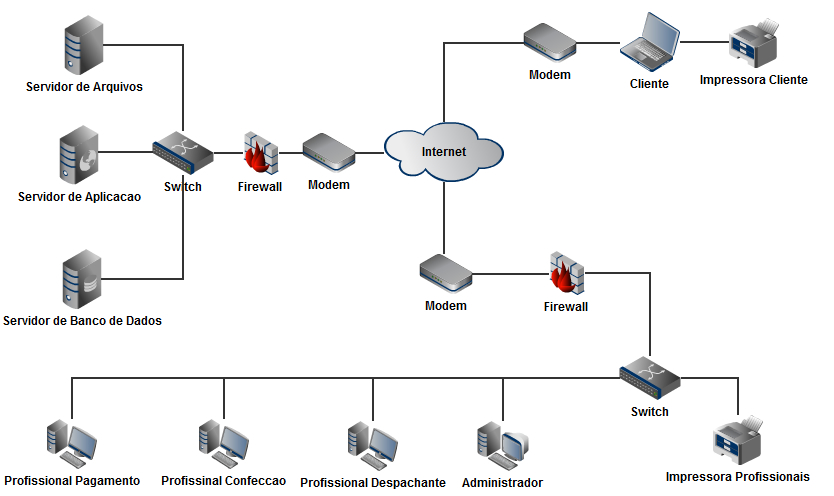 Modem
Cliente
Impressora Cliente
Servidor de Arquivos
Internet
Servidor de Aplicacao
Switch
Firewall
Modem
Servidor de Banco de Dados
Modem
Firewall
Switch
Profissional Pagamento
Profissinal Confeccao
Profissional Despachante
Administrador
Impressora Profissionais